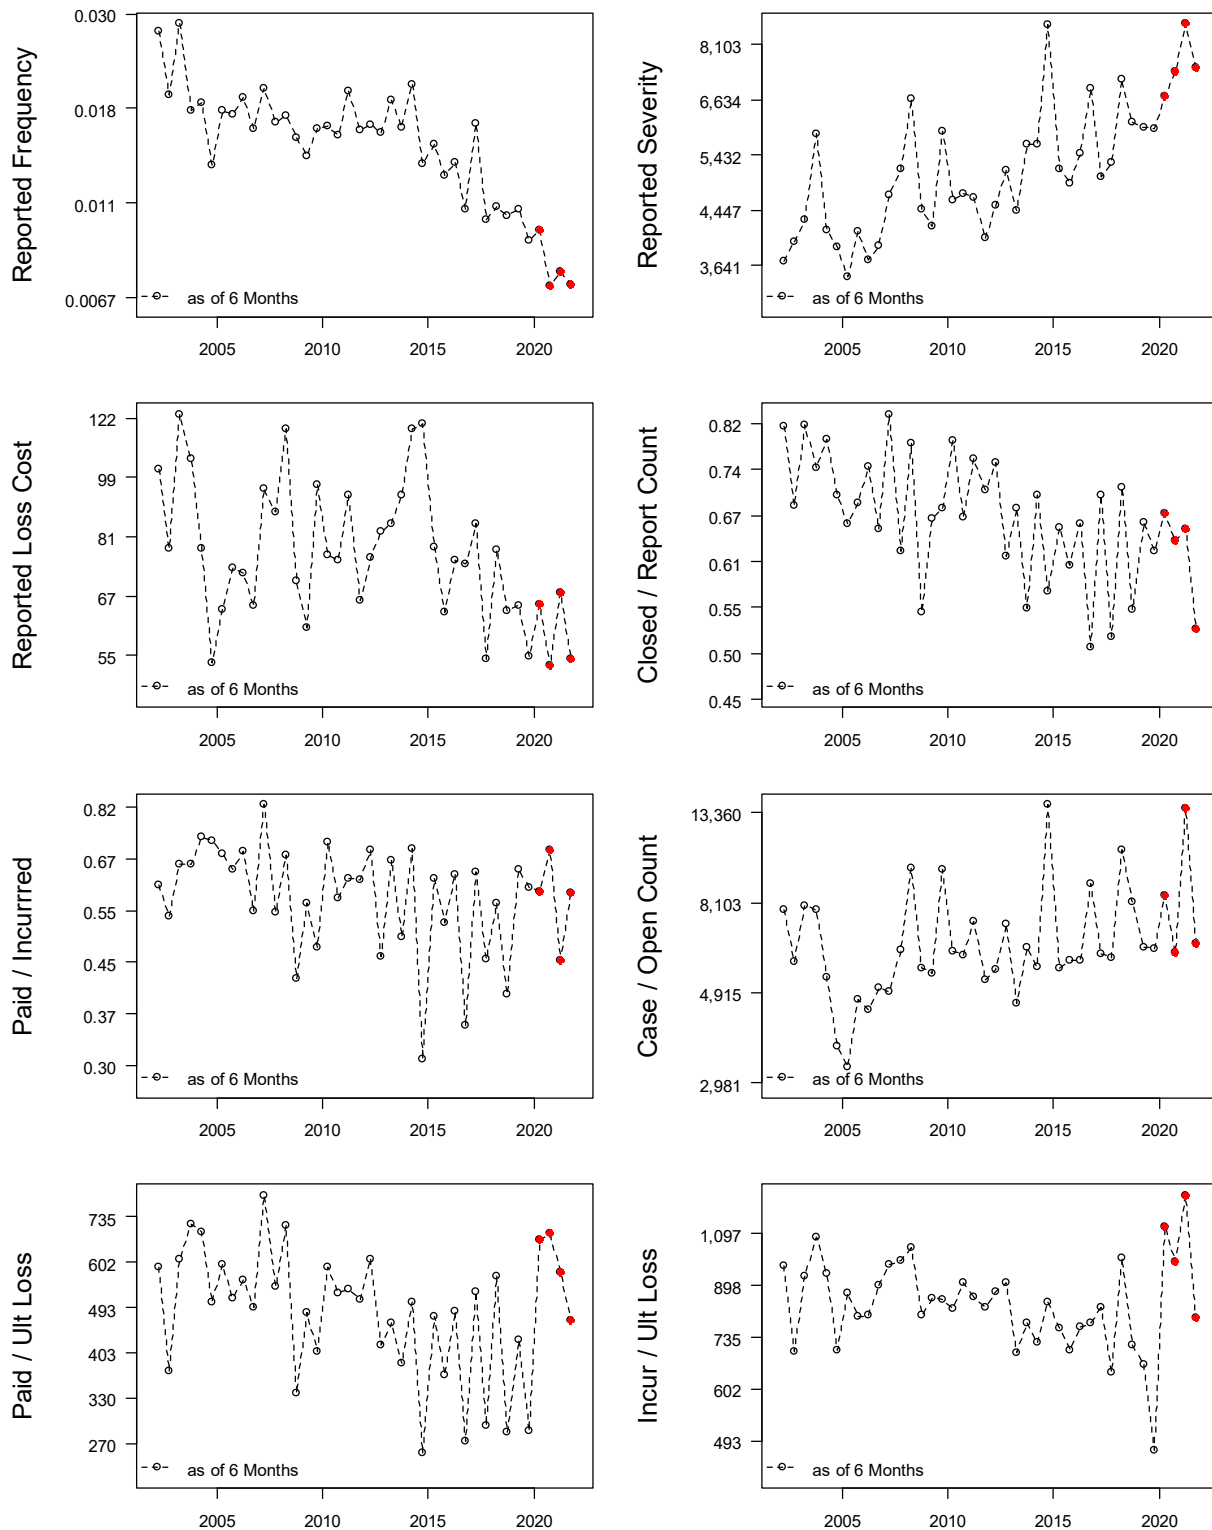 Reported Frequency
0.030
0.018
0.011
0.0067
as of 6 Months
2005 2010 2015 2020
Reported Severity
8,103
6,634
5,432
4,447
3,641
as of 6 Months
2005 2010 2015 2020
Reported Loss Cost
122
99
81
67
55
as of 6 Months
2005 2010 2015 2020
Closed / Report Count
0.82
0.74
0.67
0.61
0.55
0.50
0.45
as of 6 Months
2005 2010 2015 2020
Paid / Incurrred
0.82
0.67
0.55
0.45
0.37
0.30
as of 6 Months
2005 2010 2015 2020
Case / Open Count
13,360
8,103
4,915
2,981
as of 6 Months
2005 2010 2015 2020
Paid / Ult Loss
735
602
493
403
330
270
as of 6 Months
2005 2010 2015 2020
Incur / Ult Loss
1,097
898
735
602
493
as of 6 Months
2005 2010 2015 2020